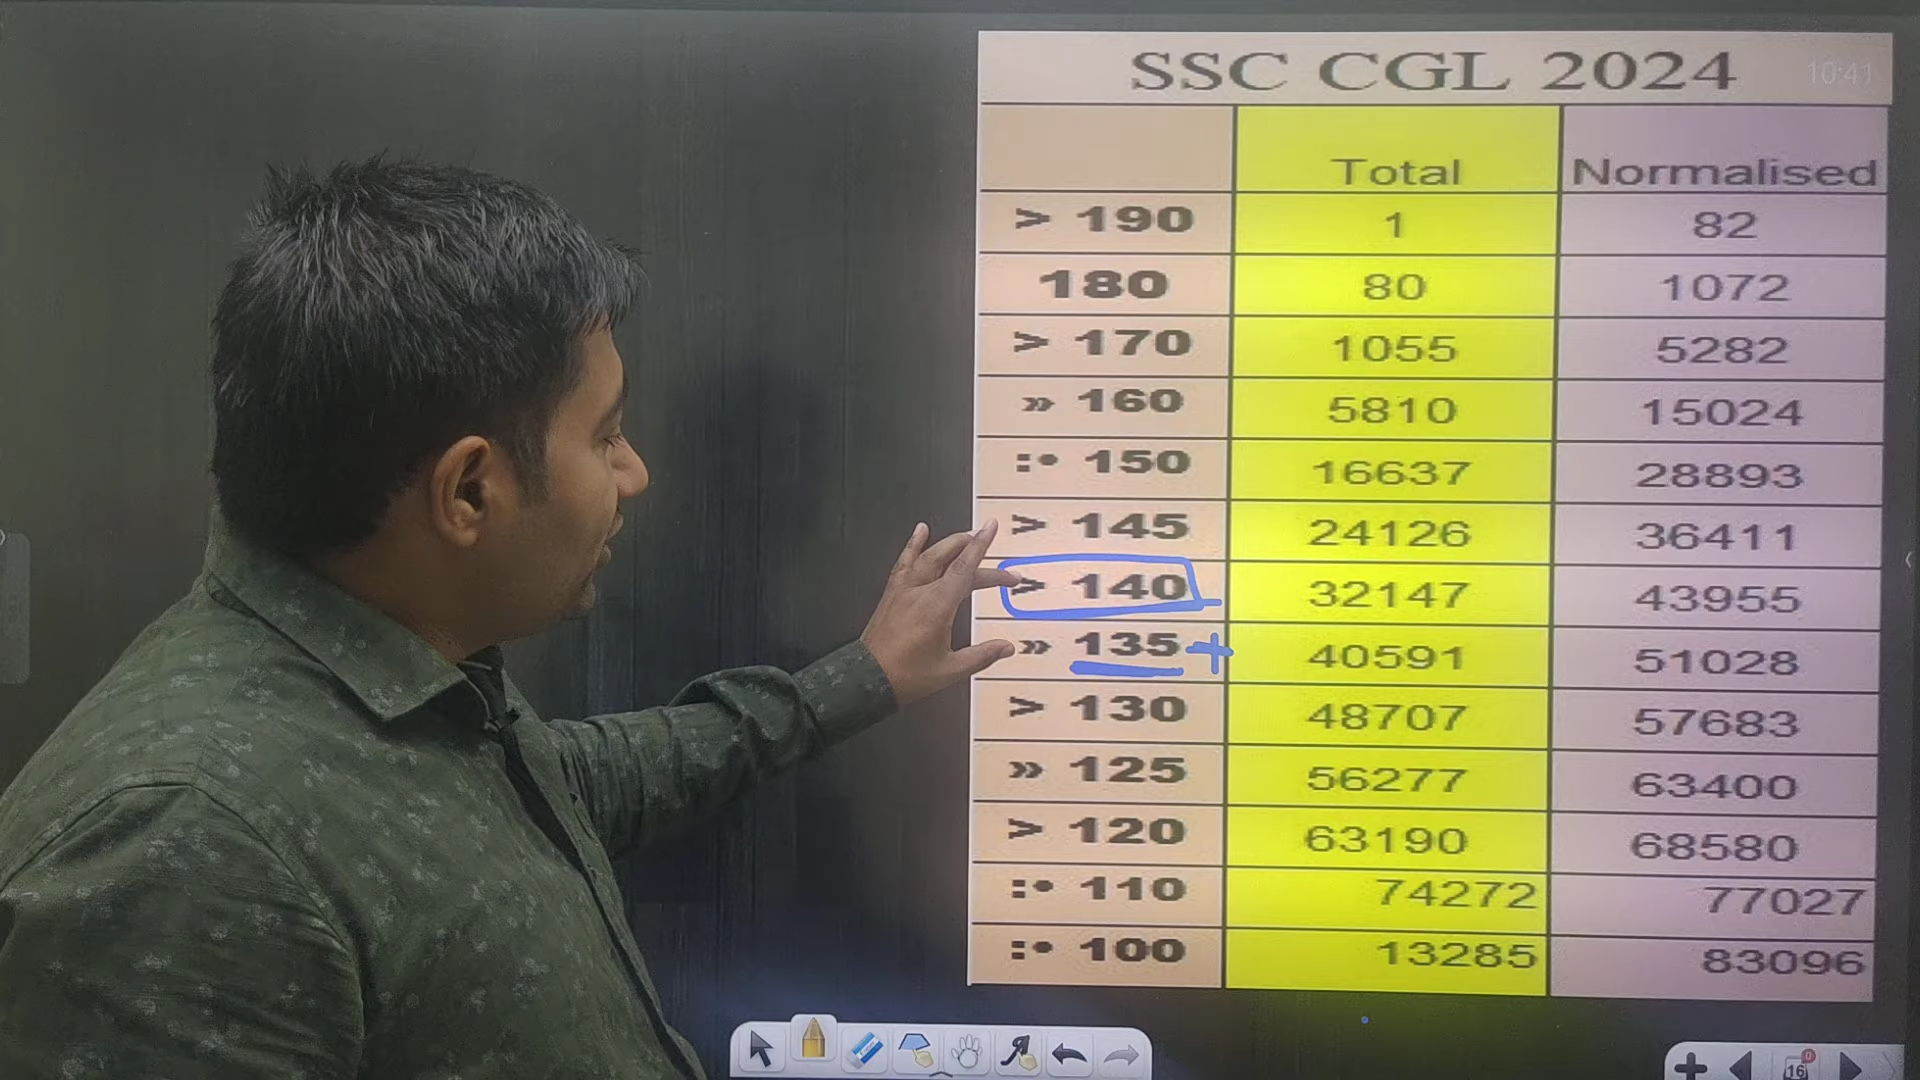 SSC CGL 2024
10:41
Total Normalised
> 190 1 82
180 80 1072
> 170 1055 5282
» 160 5810 15024
:• 150 16637 28893
> 145 24126 36411
> 140 32147 43955
» 135 + 40591 51028
> 130 48707 57683
» 125 56277 63400
> 120 63190 68580
:• 110 74272 77027
:• 100 13285 83096
16
0